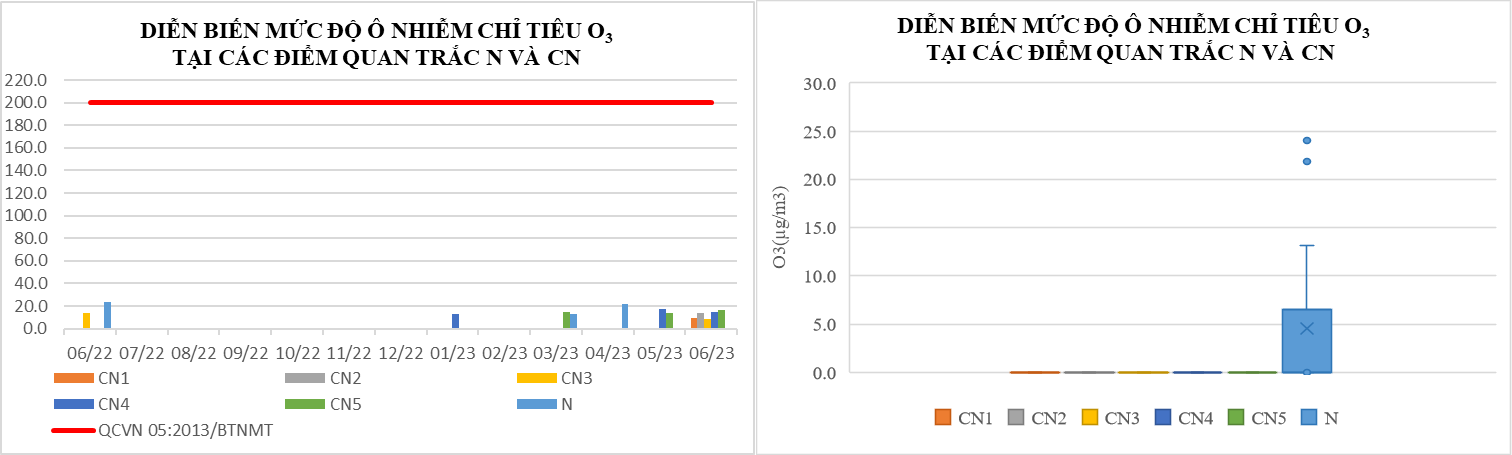 DIỄN BIẾN MỨC ĐỘ Ô NHIỄM CHỈ TIÊU O₃
TẠI CÁC ĐIỂM QUAN TRẮC N VÀ CN
220.0
200.0
180.0
160.0
140.0
120.0
100.0
80.0
60.0
40.0
20.0
0.0
06/22 07/22 08/22 09/22 10/22 11/22 12/22 01/23 02/23 03/23 04/23 05/23 06/23
CN1 CN2 CN3
CN4 CN5 N
QCVN 05:2013/BTNMT
DIỄN BIẾN MỨC ĐỘ Ô NHIỄM CHỈ TIÊU O₃
TẠI CÁC ĐIỂM QUAN TRẮC N VÀ CN
O3(µg/m3)
30.0
25.0
20.0
15.0
10.0
5.0
0.0
CN1 CN2 CN3 CN4 CN5 N